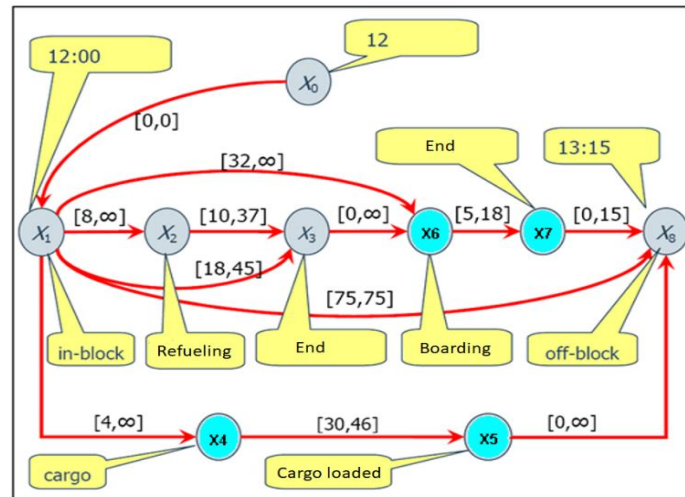 12:00
12
X0
[0,0]
End
13:15
[32,∞]
X1
[8,∞]
X2
[10,37]
X3
[0,∞]
X6
[5,18]
X7
[0,15]
X8
[18,45]
[75,75]
in-block
Refueling
End
Boarding
off-block
[4,∞]
X4
[30,46]
X5
[0,∞]
cargo
Cargo loaded